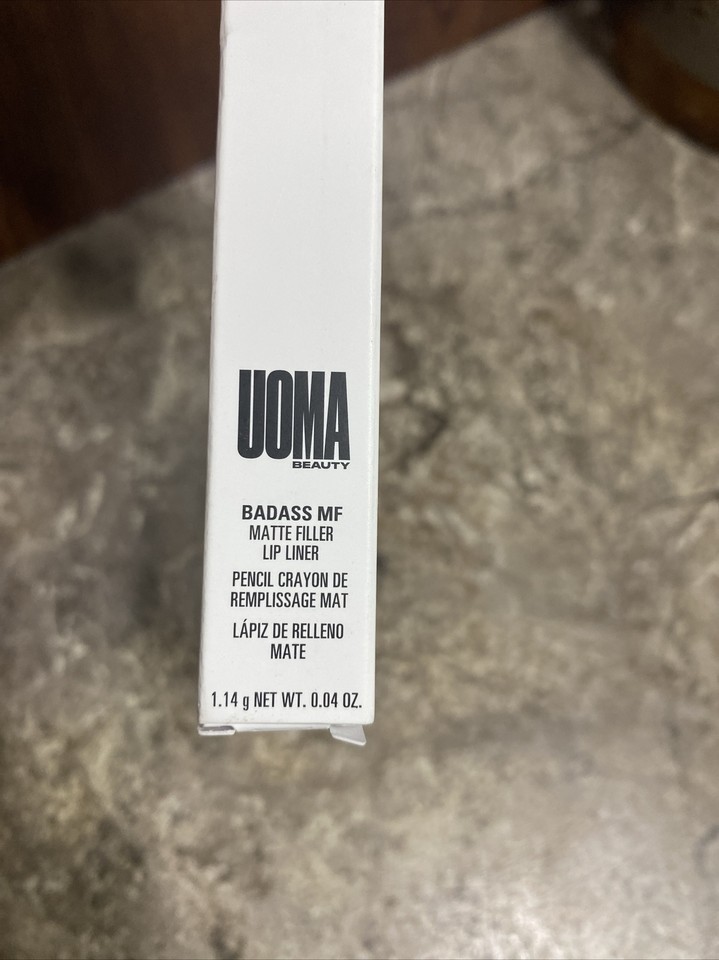 UOMA
BEAUTY
BADASS MF
MATTE FILLER
LIP LINER
PENCIL CRAYON DE
REMPLISSAGE MAT
LÁPIZ DE RELLENO
MATE
1.14 g NET WT. 0.04 OZ.